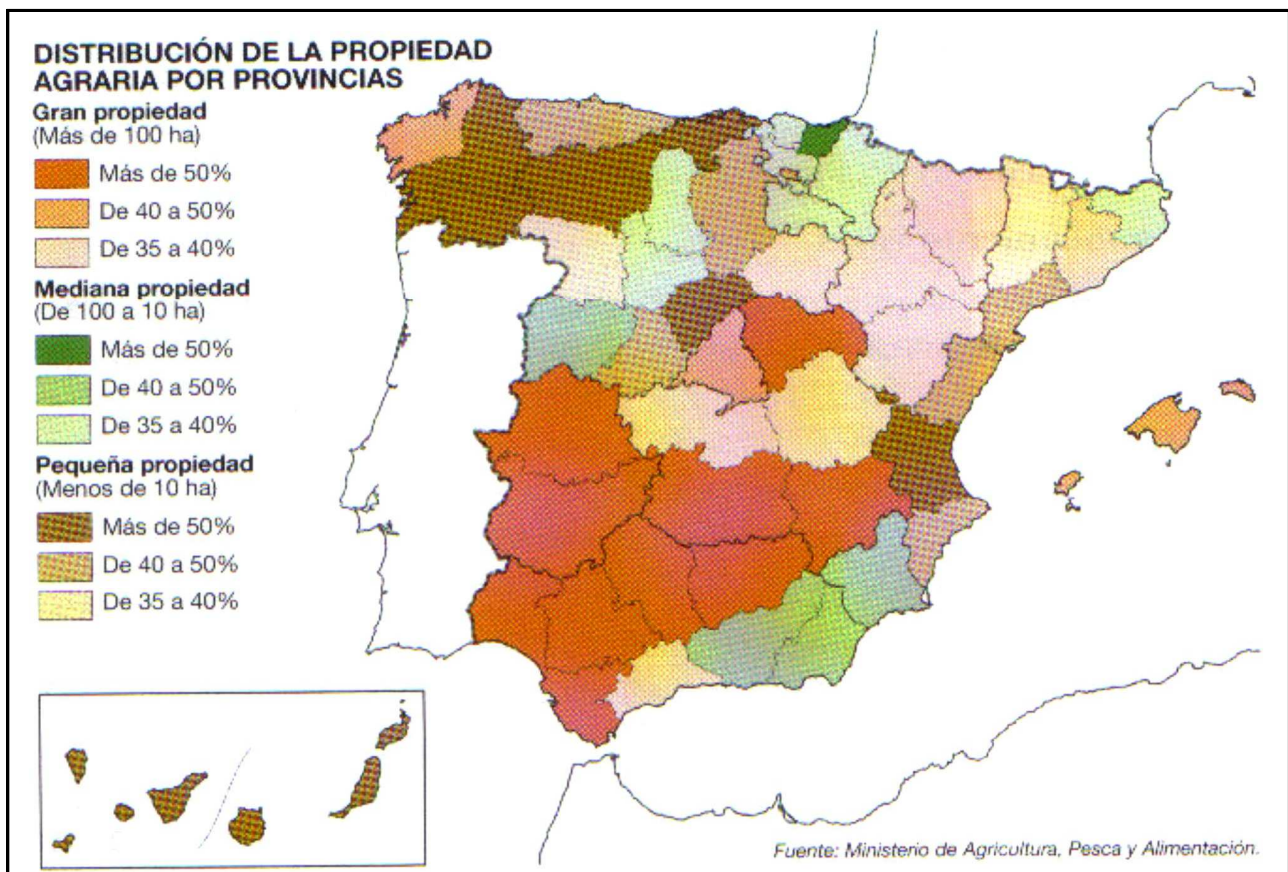 DISTRIBUCIÓN DE LA PROPIEDAD
AGRARIA POR PROVINCIAS
Gran propiedad
(Más de 100 ha)
Más de 50%
De 40 a 50%
De 35 a 40%
Mediana propiedad
(De 100 a 10 ha)
Más de 50%
De 40 a 50%
De 35 a 40%
Pequeña propiedad
(Menos de 10 ha)
Más de 50%
De 40 a 50%
De 35 a 40%
Fuente: Ministerio de Agricultura, Pesca y Alimentación.